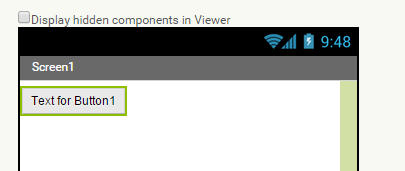 Display hidden components in Viewer
9:48
Screen1
Text for Button1